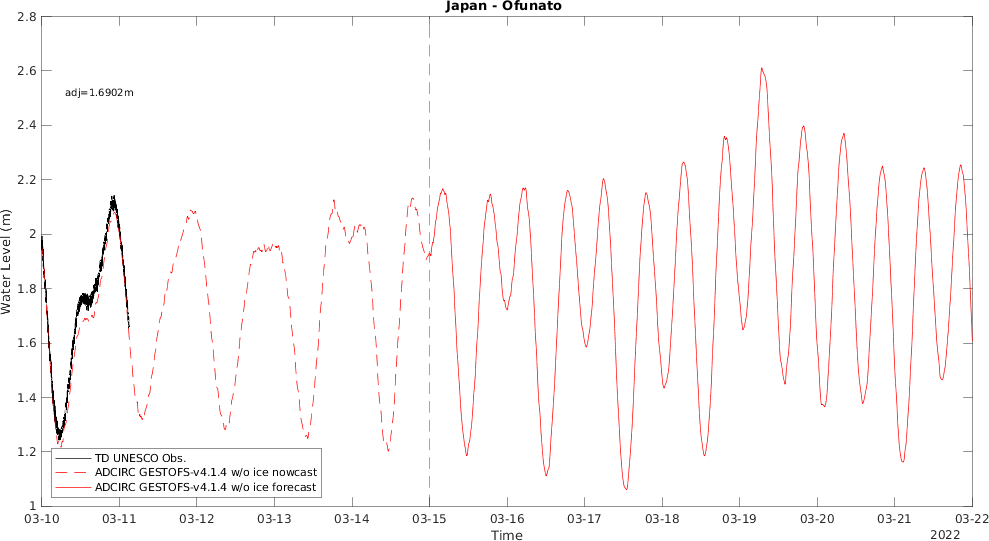 Japan - Ofunato
2.8
2.6
2.4
2.2
2
1.8
1.6
1.4
1.2
1
Water Level (m)
adj=1.6902m
TD UNESCO Obs.
ADCIRC GESTOFS-v4.1.4 w/o ice nowcast
ADCIRC GESTOFS-v4.1.4 w/o ice forecast
03-10 03-11 03-12 03-13 03-14 03-15 03-16 03-17 03-18 03-19 03-20 03-21 03-22
Time
2022